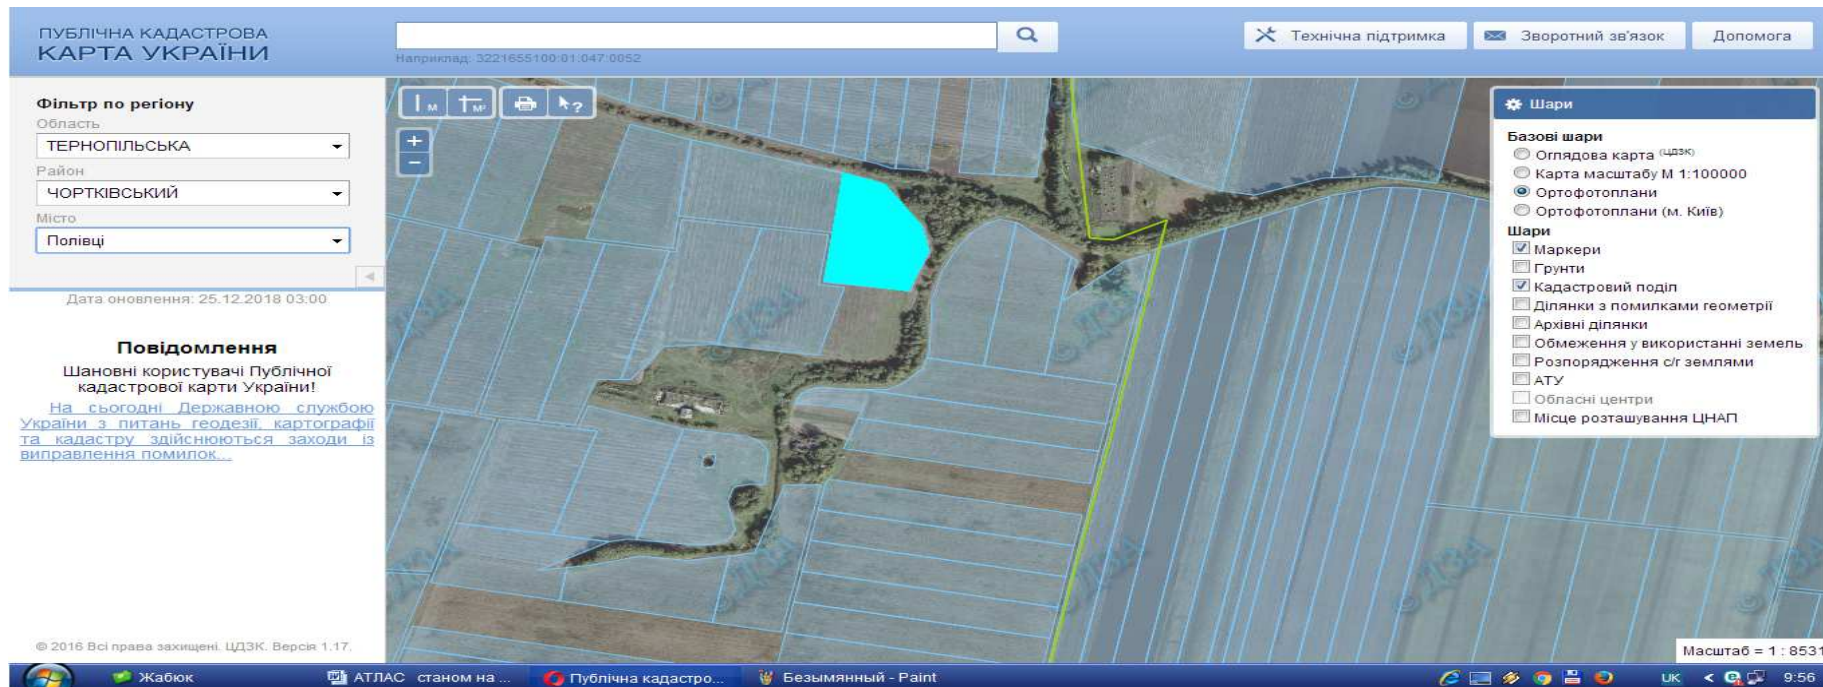 ПУБЛІЧНА КАДАСТРОВА
КАРТА УКРАЇНИ
Наприклад: 3221655100:01:047:0052
Технічна підтримка
Зворотний зв'язок
Допомога
Фільтр по регіону
Область
ТЕРНОПІЛЬСЬКА
Район
ЧОРТКІВСЬКИЙ
Місто
Полівці
Дата оновлення: 25.12.2018 03:00
Повідомлення
Шановні користувачі Публічної
кадастрової карти України!
На сьогодні Державною службою
України з питань геодезії, картографії
та кадастру здійснюються заходи із
виправлення помилок...
© 2016 Всі права захищені. ЦДЗК. Версія 1.17.
М
М²
+
−
Шари
Базові шари
Оглядова карта (ЦДЗК)
Карта масштабу М 1:100000
Ортофотоплани
Ортофотоплани (м. Київ)
Шари
Маркери
Грунти
Кадастровий поділ
Ділянки з помилками геометрії
Архівні ділянки
Обмеження у використанні земель
Розпорядження с/г землями
АТУ
Обласні центри
Місце розташування ЦНАП
© ДЗА
Масштаб = 1 : 8531
Жабюк
АТЛАС станом на ...
Публічна кадастро...
Безымянный - Paint
UK
9:56